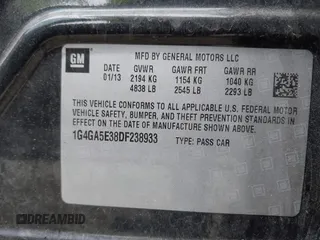 GM
MFD BY GENERAL MOTORS LLC
DATE GVWR GAWR FRT GAWR RR
01/13 2194 KG 1154 KG 1040 KG
4838 LB 2545 LB 2293 LB
THIS VEHICLE CONFORMS TO ALL APPLICABLE U.S. FEDERAL MOTOR
VEHICLE SAFETY, BUMPER, AND THEFT PREVENTION STANDARDS IN
EFFECT ON THE DATE OF MANUFACTURE SHOWN ABOVE.
1G4GA5E38DF238933 TYPE: PASS CAR
DREAMBID